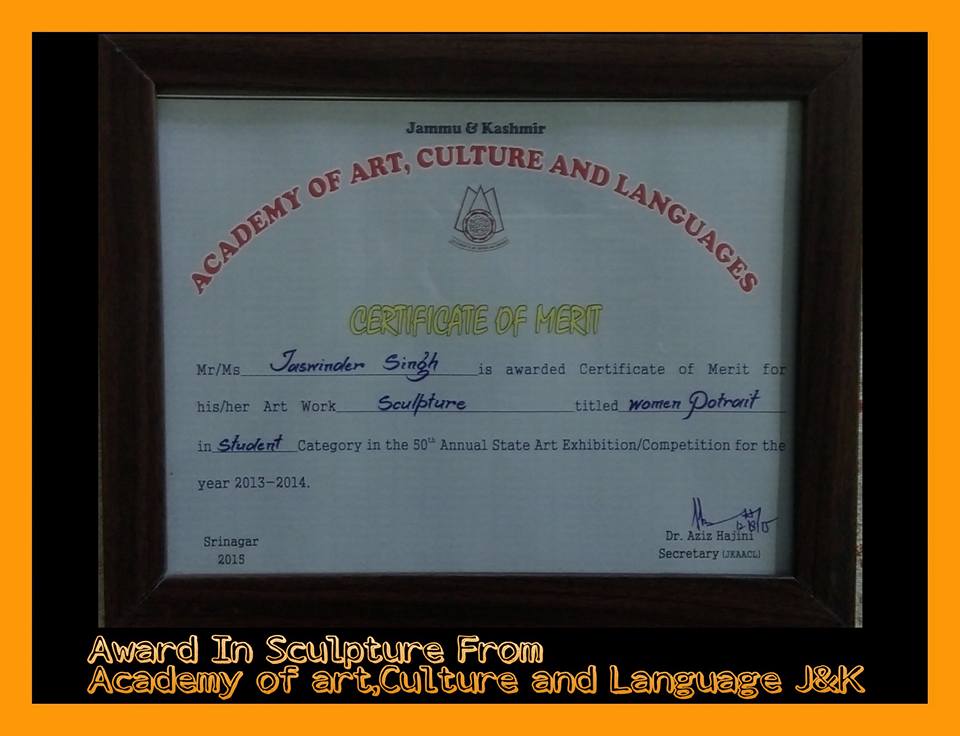 Jammu & Kashmir
ACADEMY OF ART, CULTURE AND LANGUAGES
CERTIFICATE OF MERIT
Mr/Ms Jaswinder Singh is awarded Certificate of Merit for
his/her Art Work Sculpture titled women Potrait
in Student Category in the 50th Annual State Art Exhibition/Competition for the
year 2013-2014.
Srinagar
2015
Dr. Aziz Hajini
Secretary (JKAACL)
Award In Sculpture From
Academy of art,Culture and Language J&K